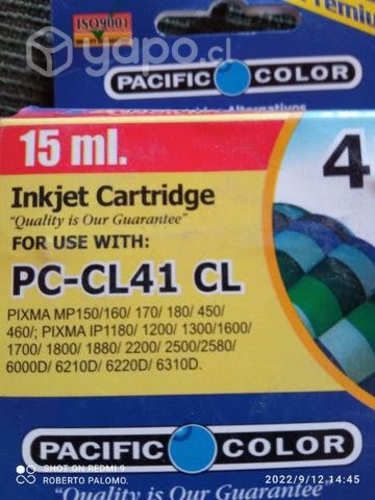 ISO9001
Premium
yapo.cl
PACIFIC COLOR
Alternativos
15 ml.
4
Inkjet Cartridge
"Quality is Our Guarantee"
FOR USE WITH:
PC-CL41 CL
PIXMA MP150/160/ 170/ 180/ 450/
460/; PIXMA IP1180/ 1200/ 1300/1600/
1700/ 1800/ 1880/ 2200/ 2500/2580/
6000D/ 6210D/ 6220D/ 6310D.
PACIFIC COLOR
"Quality is Our Guarantee"
SHOT ON REDMI 9
ROBERTO PALOMO.
2022/9/12 14:45